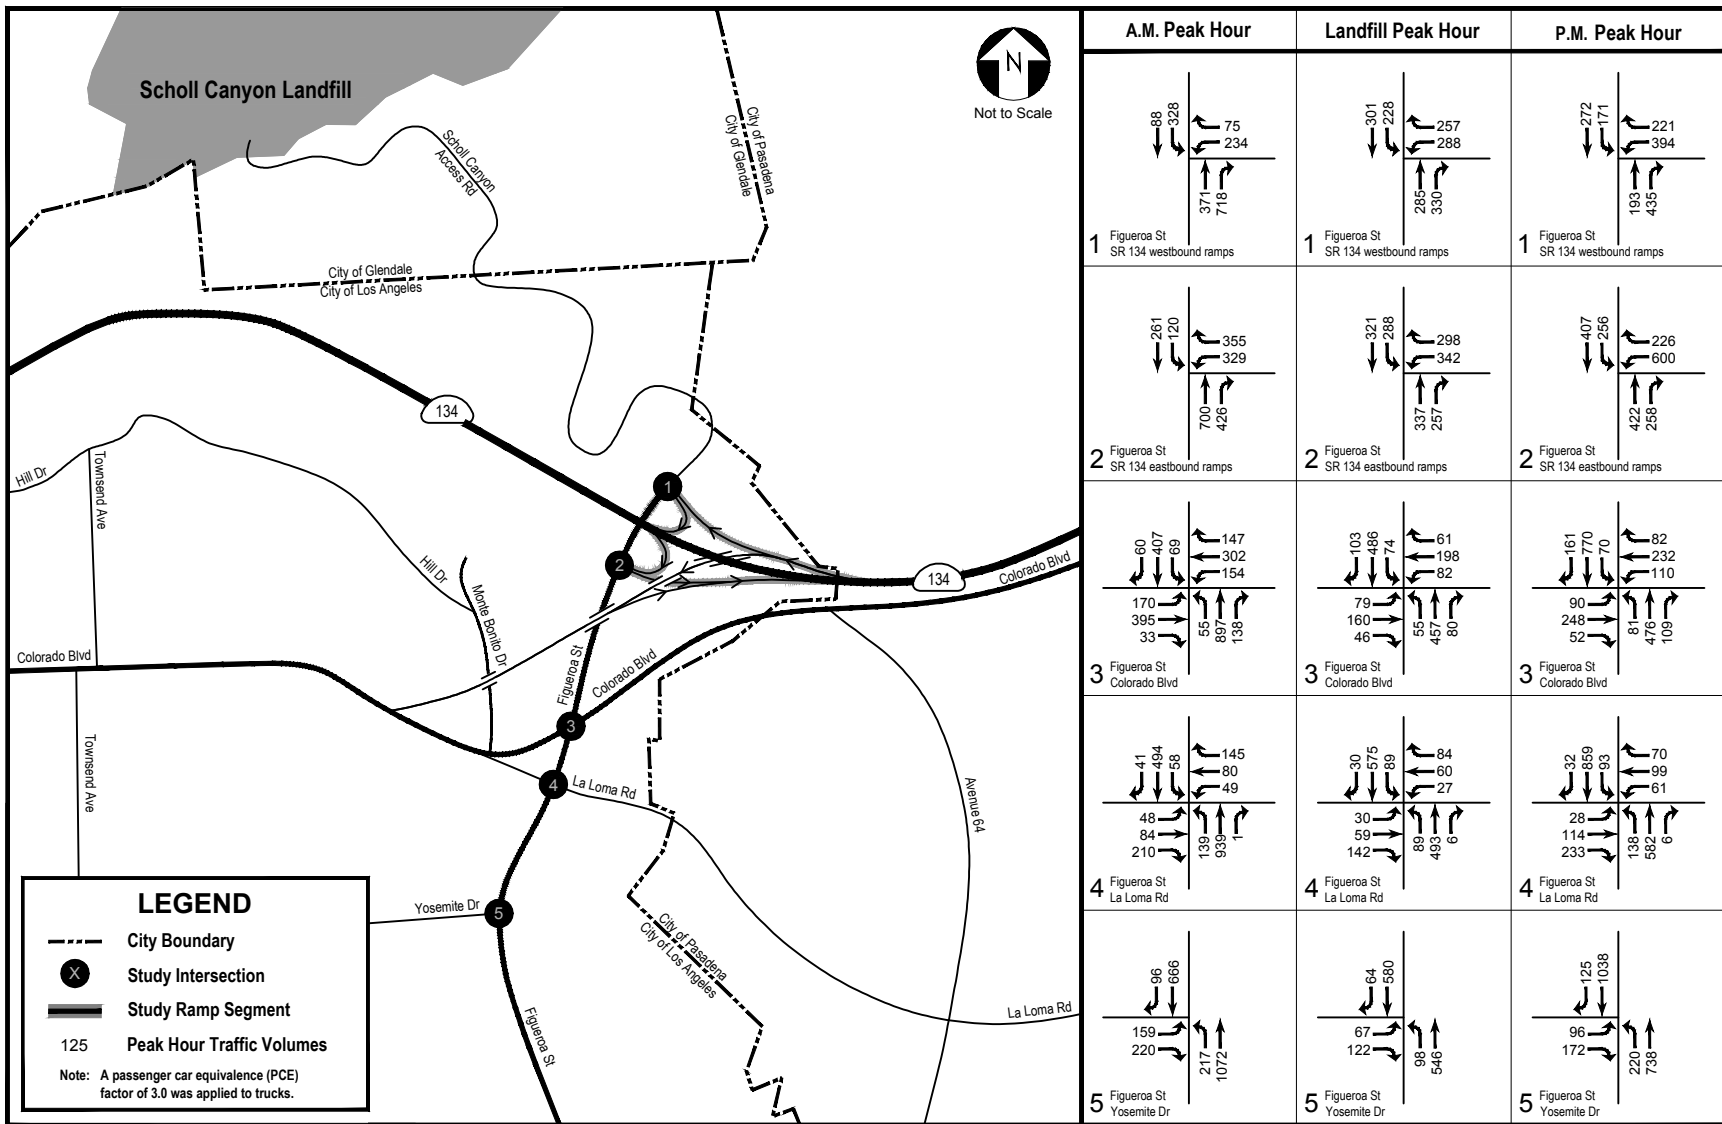 Scholl Canyon Landfill
N
Not to Scale
Scholl Canyon
Access Rd
City of Pasadena
City of Glendale
City of Glendale
City of Los Angeles
134
Hill Dr
Townsend Ave
1
2
134
Colorado Blvd
Hill Dr
Monte Bonito Dr
Colorado Blvd
Figueroa St
Colorado Blvd
3
4
La Loma Rd
Townsend Ave
Avenue 64
Yosemite Dr
5
City of Pasadena
City of Los Angeles
Figueroa St
La Loma Rd
LEGEND
City Boundary
X
Study Intersection
Study Ramp Segment
125
Peak Hour Traffic Volumes
Note: A passenger car equivalence (PCE)
factor of 3.0 was applied to trucks.
A.M. Peak Hour
Landfill Peak Hour
P.M. Peak Hour
88
328
75
234
371
718
1
Figueroa St
SR 134 westbound ramps
301
228
257
288
285
330
1
Figueroa St
SR 134 westbound ramps
272
171
221
394
193
435
1
Figueroa St
SR 134 westbound ramps
261
120
355
329
700
426
2
Figueroa St
SR 134 eastbound ramps
321
288
298
342
337
257
2
Figueroa St
SR 134 eastbound ramps
407
256
226
600
422
258
2
Figueroa St
SR 134 eastbound ramps
60
407
69
147
302
154
170
395
33
55
897
138
3
Figueroa St
Colorado Blvd
103
486
74
61
198
82
79
160
46
55
457
80
3
Figueroa St
Colorado Blvd
161
770
70
82
232
110
90
248
52
81
476
109
3
Figueroa St
Colorado Blvd
41
494
58
145
80
49
48
84
210
139
939
1
4
Figueroa St
La Loma Rd
30
575
89
84
60
27
30
59
142
89
493
6
4
Figueroa St
La Loma Rd
32
859
93
70
99
61
28
114
233
138
582
6
4
Figueroa St
La Loma Rd
96
666
159
220
217
1072
5
Figueroa St
Yosemite Dr
64
580
67
122
98
546
5
Figueroa St
Yosemite Dr
125
1038
96
172
220
738
5
Figueroa St
Yosemite Dr